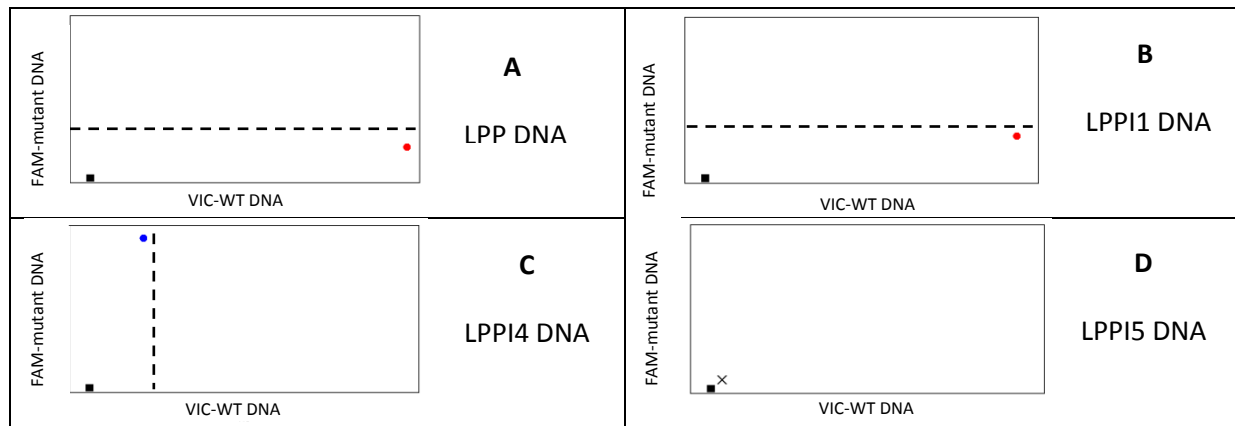 FAM-mutant DNA
A
LPP DNA
VIC-WT DNA
FAM-mutant DNA
B
LPPI1 DNA
VIC-WT DNA
FAM-mutant DNA
C
LPPI4 DNA
VIC-WT DNA
FAM-mutant DNA
D
LPPI5 DNA
VIC-WT DNA